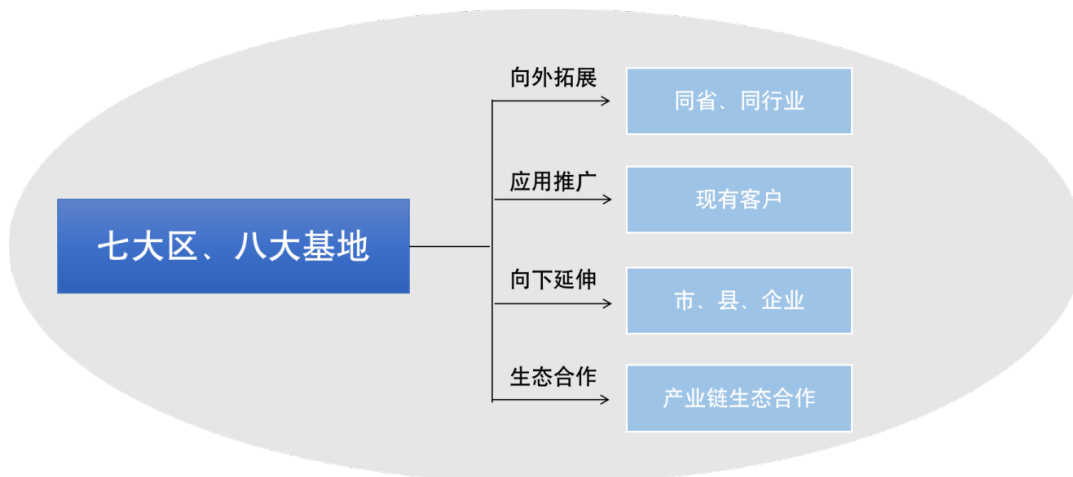 向外拓展
同省、同行业
应用推广
现有客户
七大区、八大基地
向下延伸
市、县、企业
生态合作
产业链生态合作